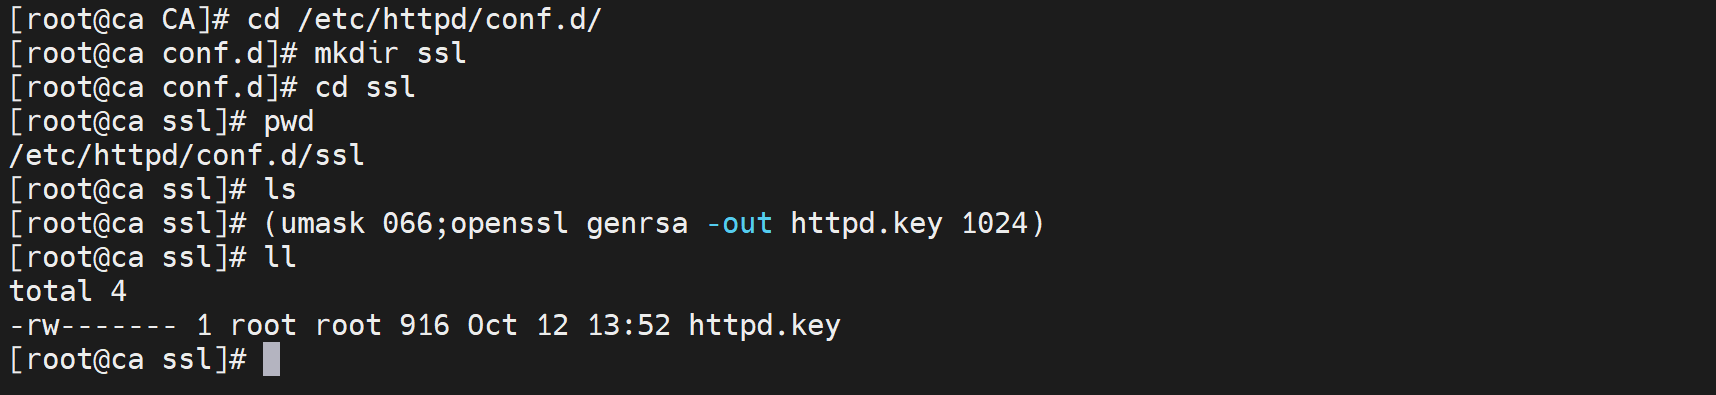 [root@ca CA]# cd /etc/httpd/conf.d/
[root@ca conf.d]# mkdir ssl
[root@ca conf.d]# cd ssl
[root@ca ssl]# pwd
/etc/httpd/conf.d/ssl
[root@ca ssl]# ls
[root@ca ssl]# (umask 066;openssl genrsa -out httpd.key 1024)
[root@ca ssl]# ll
total 4
-rw------- 1 root root 916 Oct 12 13:52 httpd.key
[root@ca ssl]#